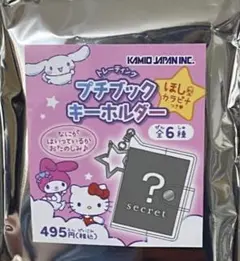 KAMIO JAPAN INC.
トレーディング
プチブック
キーホルダー
ほし型
カラビナ
つき
全6種
なにが
はいっているか
おたのしみ♪
?
secret
495円(税込)